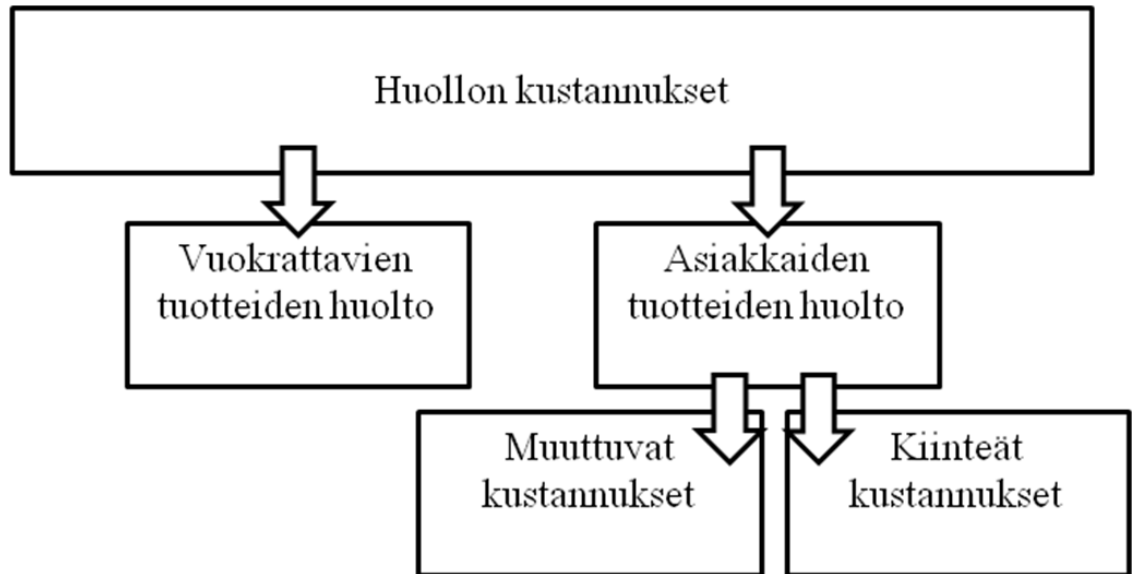 Huollon kustannukset
Vuokrattavien
tuotteiden huolto
Asiakkaiden
tuotteiden huolto
Muuttuvat
kustannukset
Kiinteät
kustannukset